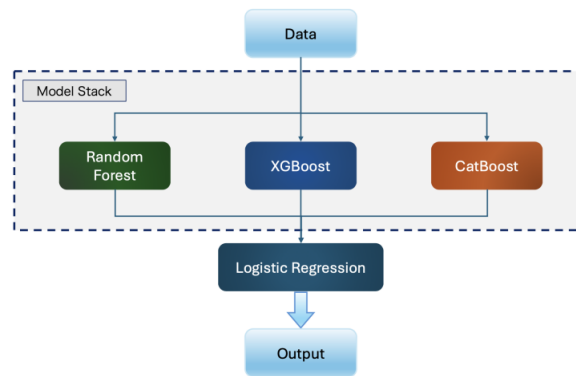 Data
Model Stack
Random
Forest
XGBoost
CatBoost
Logistic Regression
Output